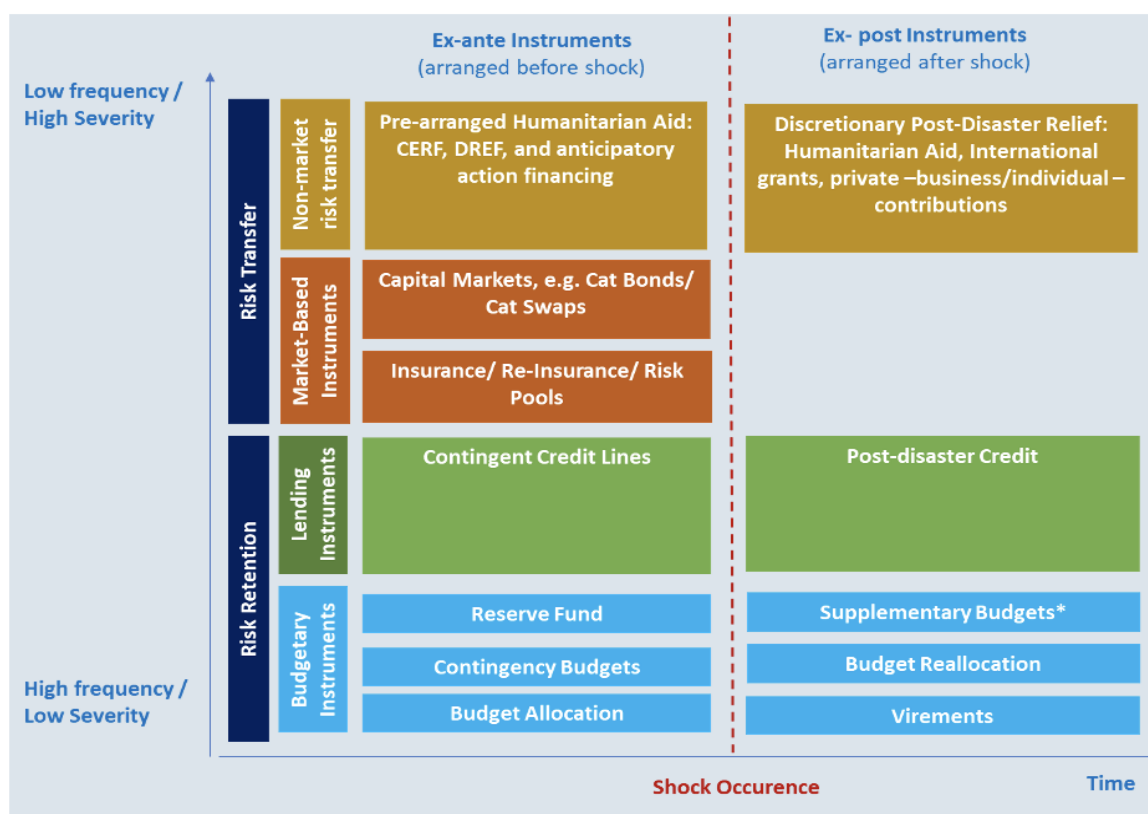 Ex-ante Instruments
(arranged before shock)
Ex- post Instruments
(arranged after shock)
Low frequency /
High Severity
Risk Transfer
Non-market
risk transfer
Pre-arranged Humanitarian Aid:
CERF, DREF, and anticipatory
action financing
Discretionary Post-Disaster Relief:
Humanitarian Aid, International
grants, private –business/individual –
contributions
Market-Based
Instruments
Capital Markets, e.g. Cat Bonds/
Cat Swaps
Insurance/ Re-Insurance/ Risk
Pools
Risk Retention
Lending
Instruments
Contingent Credit Lines
Post-disaster Credit
Budgetary
Instruments
Reserve Fund
Supplementary Budgets*
Contingency Budgets
Budget Reallocation
Budget Allocation
Virements
High frequency /
Low Severity
Shock Occurence
Time